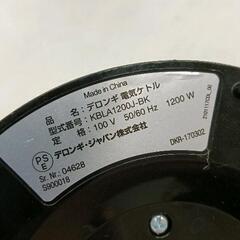 Made in China
品名：デロンギ 電気ケトル
型式番号：KBLA1200J-BK
定格：100 V  50/60 Hz  1200 W
デロンギ・ジャパン株式会社
PS
E
DKR-170302
Sr. Nr.: 04628
S900018